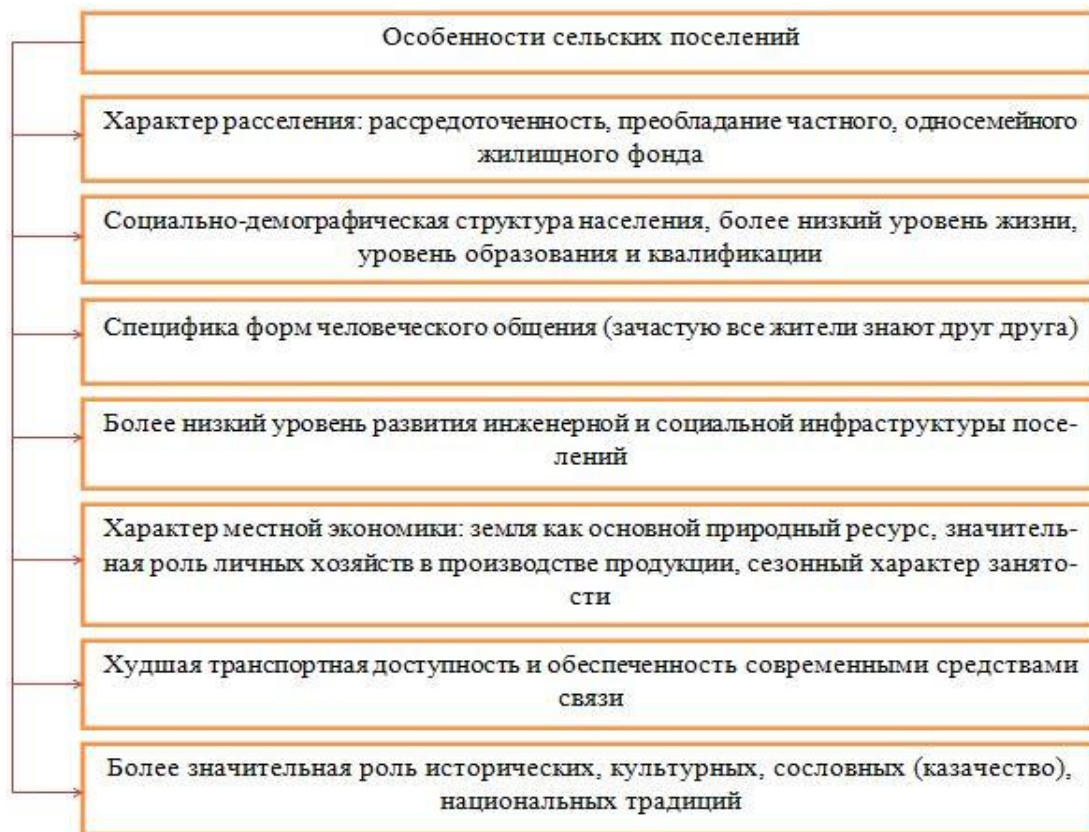 Особенности сельских поселений
Характер расселения: рассредоточенность, преобладание частного, односемейного
жилищного фонда
Социально-демографическая структура населения, более низкий уровень жизни,
уровень образования и квалификации
Специфика форм человеческого общения (зачастую все жители знают друг друга)
Более низкий уровень развития инженерной и социальной инфраструктуры посе-
лений
Характер местной экономики: земля как основной природный ресурс, значитель-
ная роль личных хозяйств в производстве продукции, сезонный характер занято-
сти
Худшая транспортная доступность и обеспеченность современными средствами
связи
Более значительная роль исторических, культурных, сословных (казачество),
национальных традиций